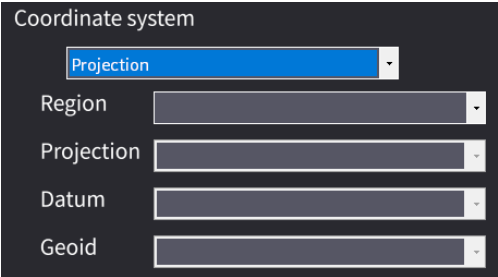 Coordinate system
Projection
Region
Projection
Datum
Geoid